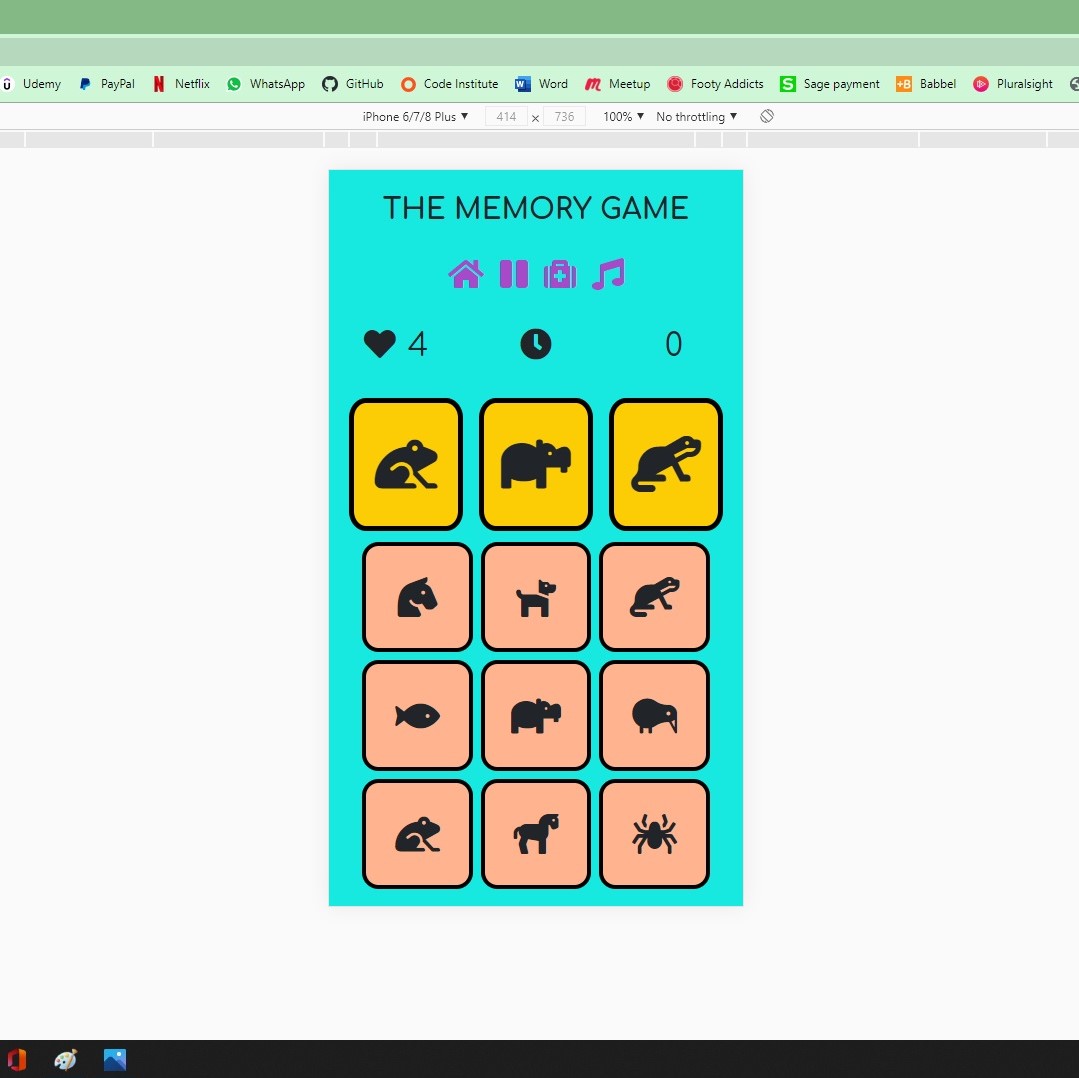 Udemy PayPal Netflix WhatsApp GitHub Code Institute Word Meetup Footy Addicts Sage payment Babbel Pluralsight
iPhone 6/7/8 Plus 414 x 736 100% No throttling
THE MEMORY GAME
4 0